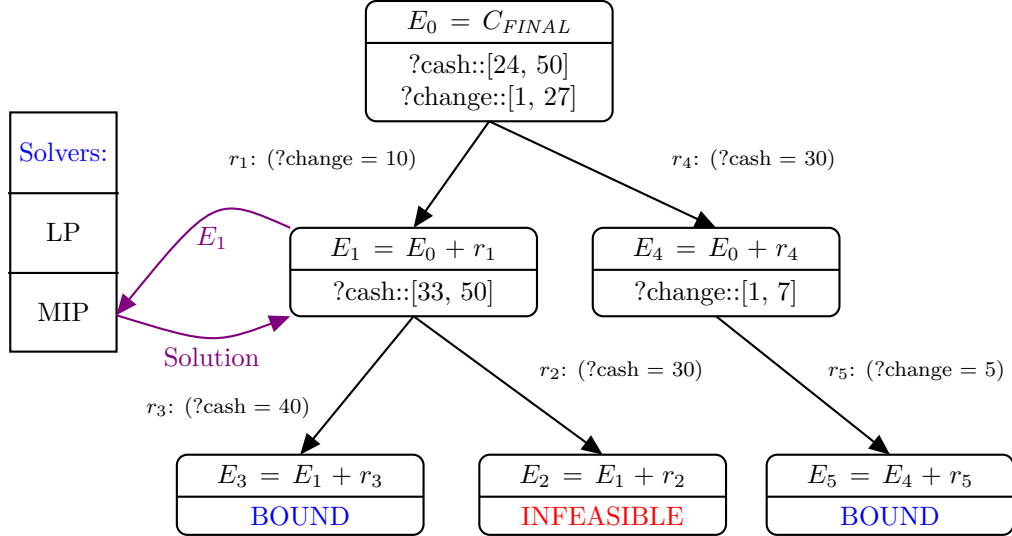 E₀ = C_FINAL
?cash::[24, 50]
?change::[1, 27]
Solvers:
LP
MIP
r₁: (?change = 10)
r₄: (?cash = 30)
E₁
Solution
E₁ = E₀ + r₁
?cash::[33, 50]
E₄ = E₀ + r₄
?change::[1, 7]
r₃: (?cash = 40)
r₂: (?cash = 30)
r₅: (?change = 5)
E₃ = E₁ + r₃
BOUND
E₂ = E₁ + r₂
INFEASIBLE
E₅ = E₄ + r₅
BOUND